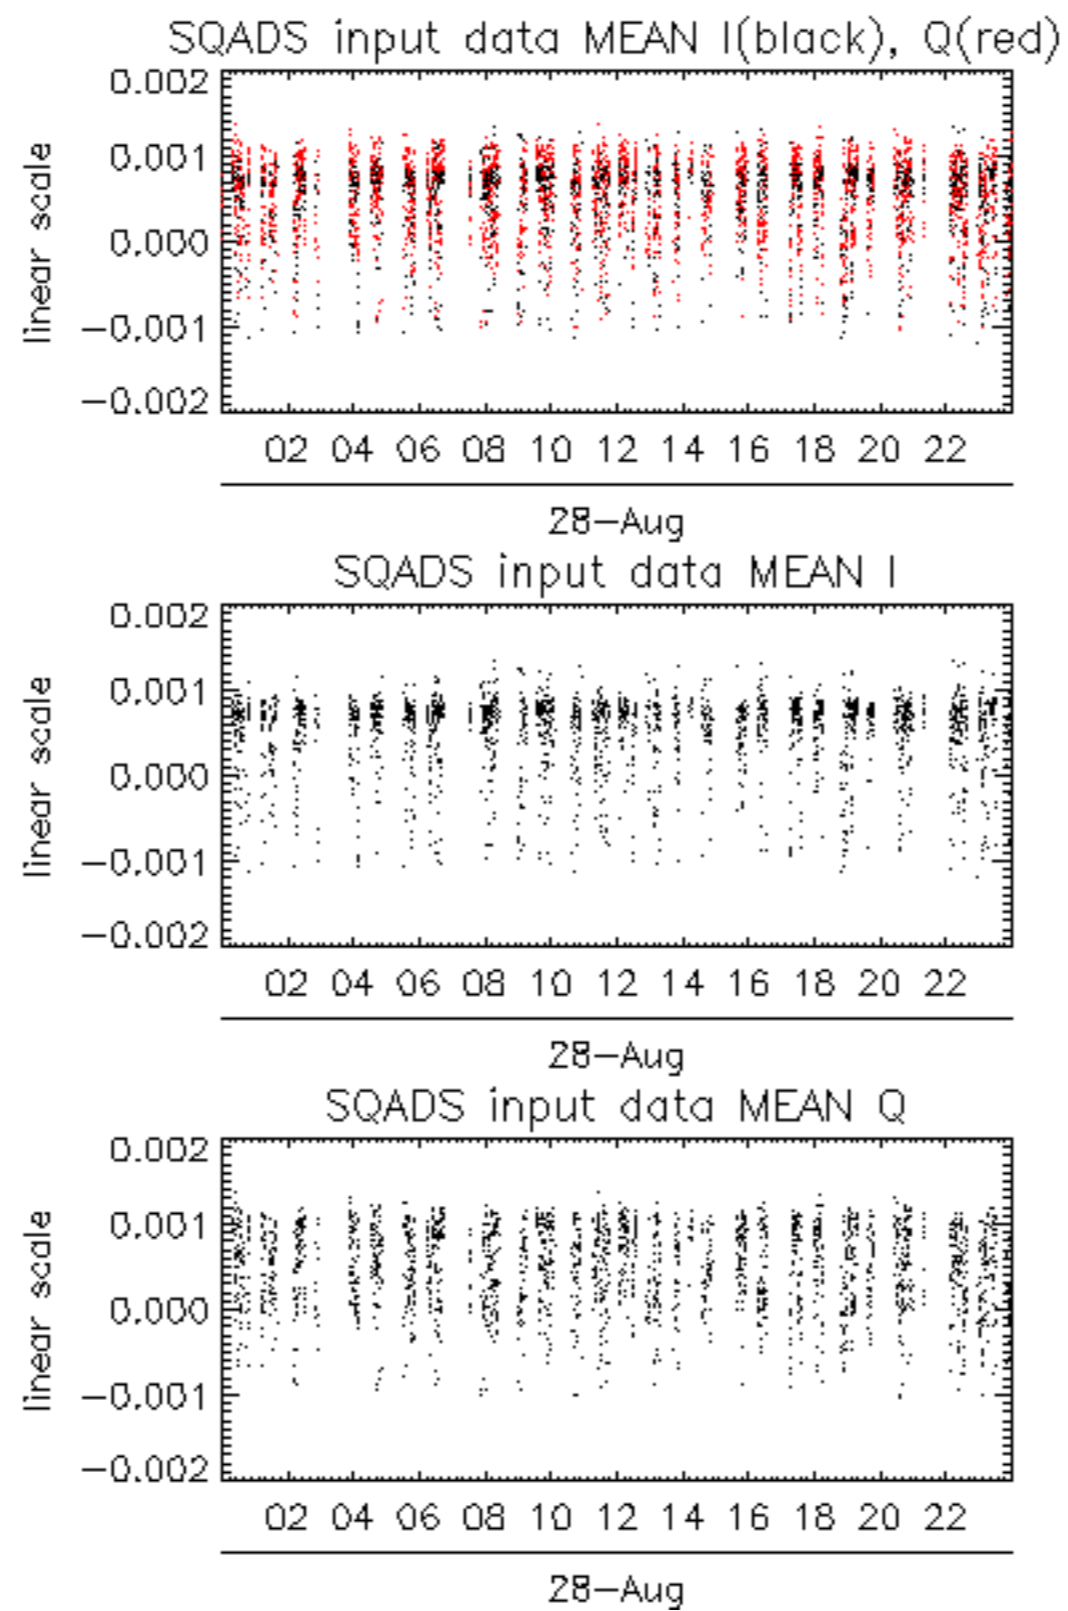 SQADS input data MEAN I(black), Q(red)
0.002
0.001
0.000
−0.001
−0.002
linear scale
02 04 06 08 10 12 14 16 18 20 22
28−Aug
SQADS input data MEAN I
0.002
0.001
0.000
−0.001
−0.002
linear scale
02 04 06 08 10 12 14 16 18 20 22
28−Aug
SQADS input data MEAN Q
0.002
0.001
0.000
−0.001
−0.002
linear scale
02 04 06 08 10 12 14 16 18 20 22
28−Aug